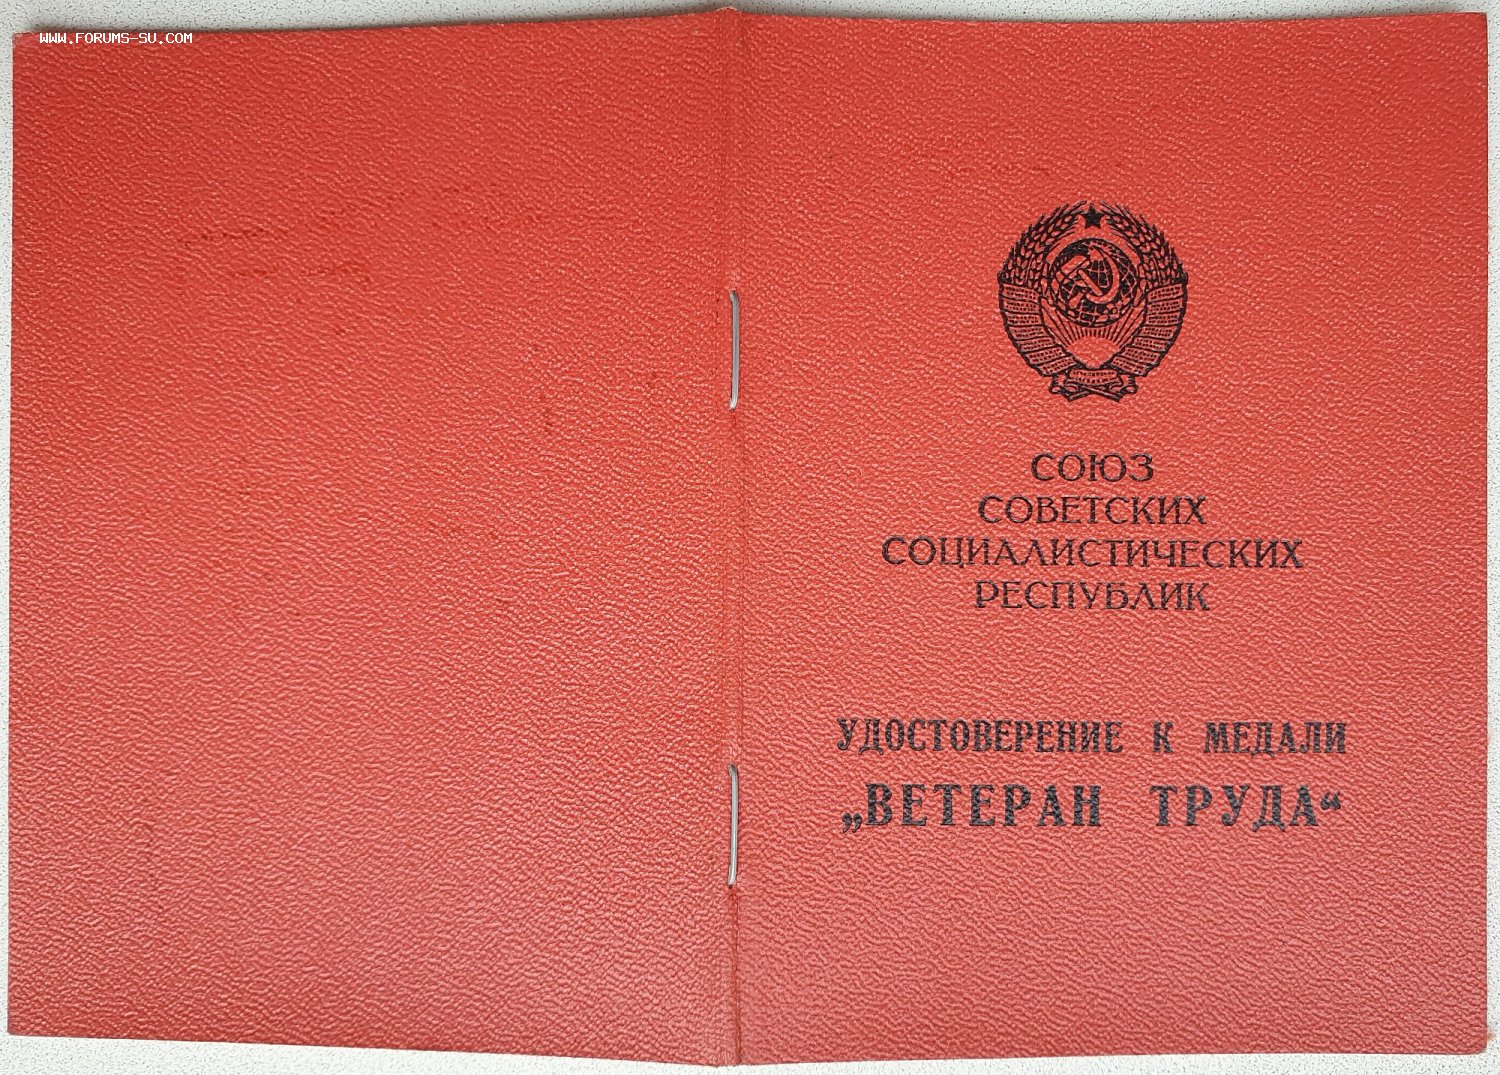 WWW.FORUMS-SU.COM
СОЮЗ
СОВЕТСКИХ
СОЦИАЛИСТИЧЕСКИХ
РЕСПУБЛИК
УДОСТОВЕРЕНИЕ К МЕДАЛИ
„ВЕТЕРАН ТРУДА“